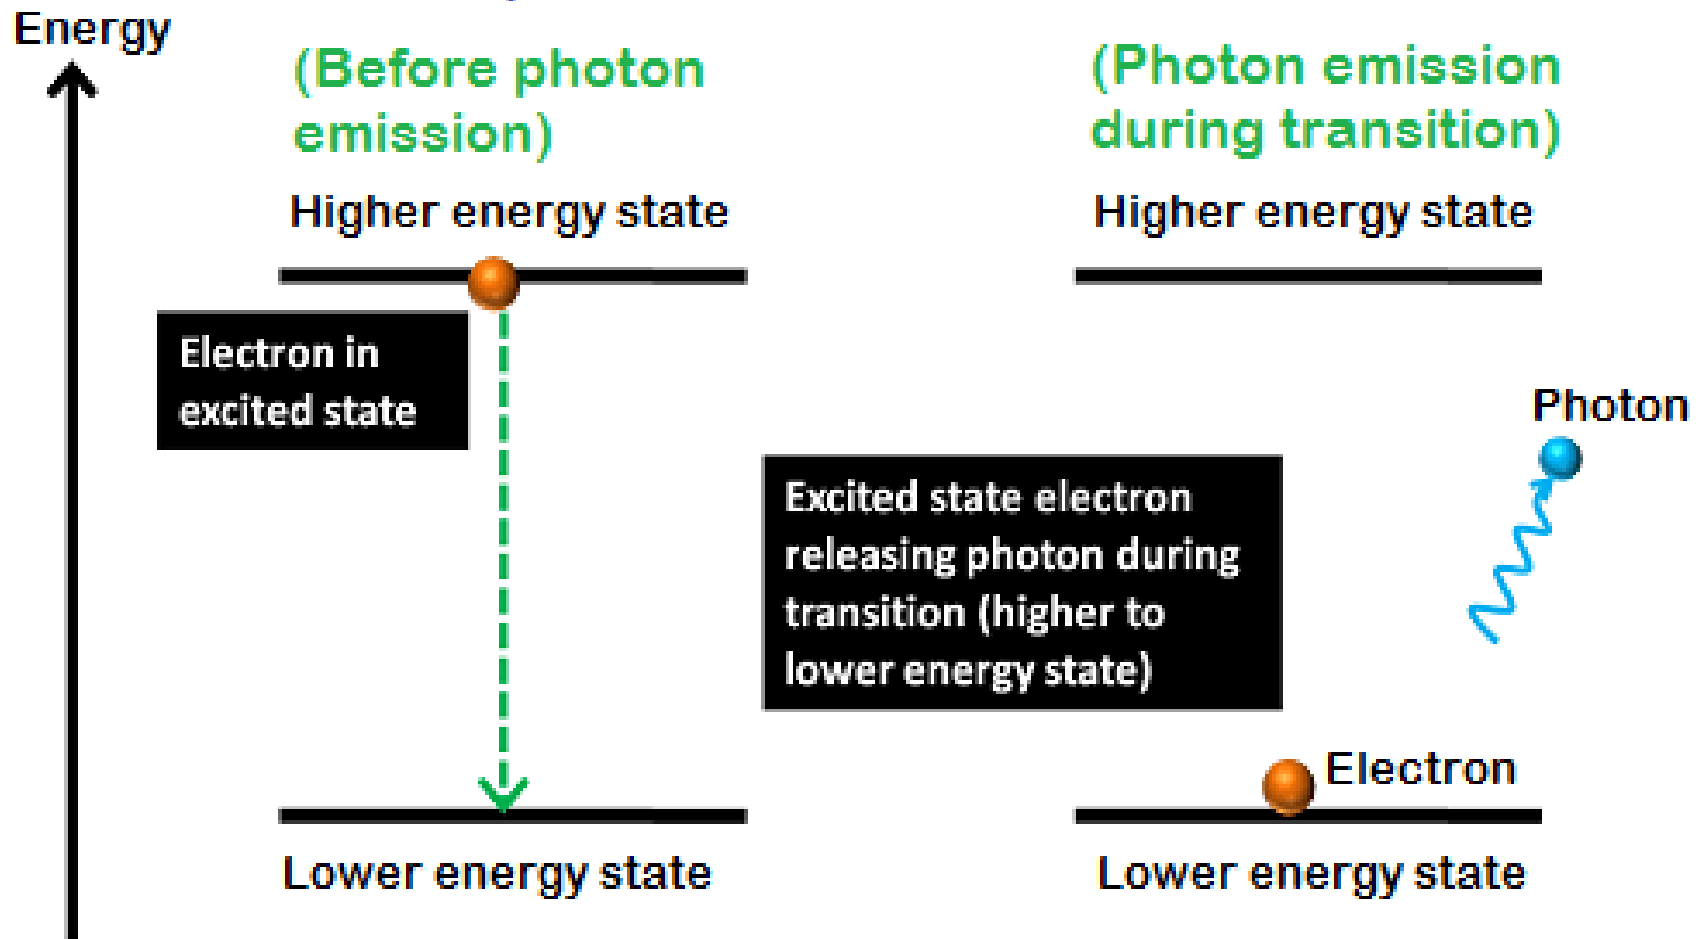 Energy
(Before photon
emission)
Higher energy state
Electron in
excited state
Lower energy state
(Photon emission
during transition)
Higher energy state
Photon
Excited state electron
releasing photon during
transition (higher to
lower energy state)
Electron
Lower energy state